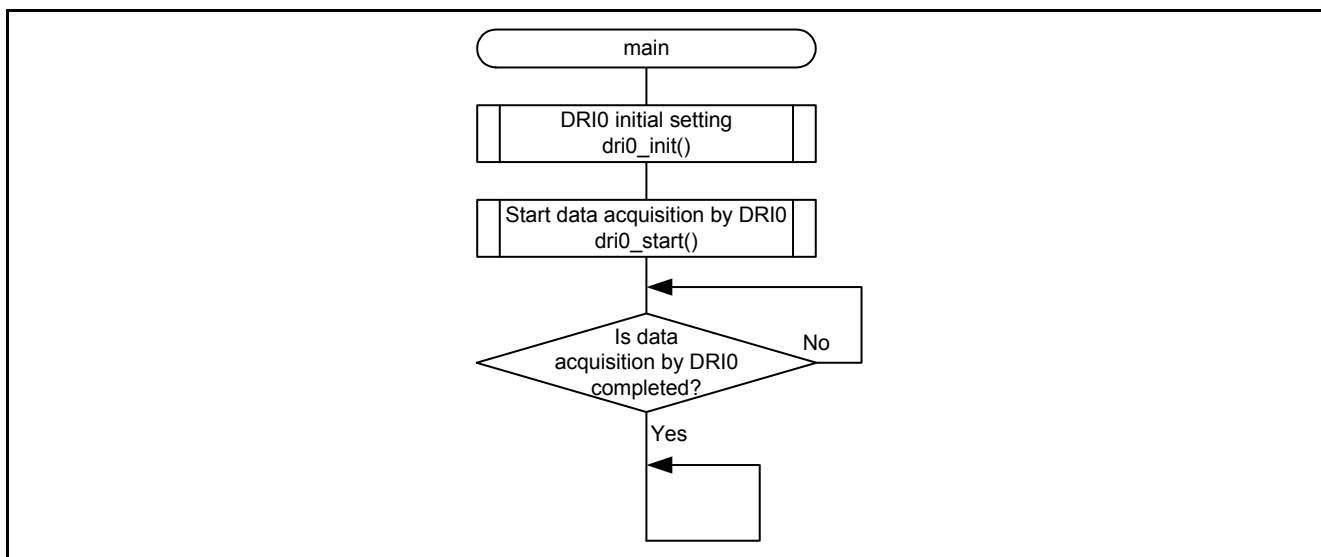 main
DRI0 initial setting
dri0_init()
Start data acquisition by DRI0
dri0_start()
Is data
acquisition by DRI0
completed?
No
Yes